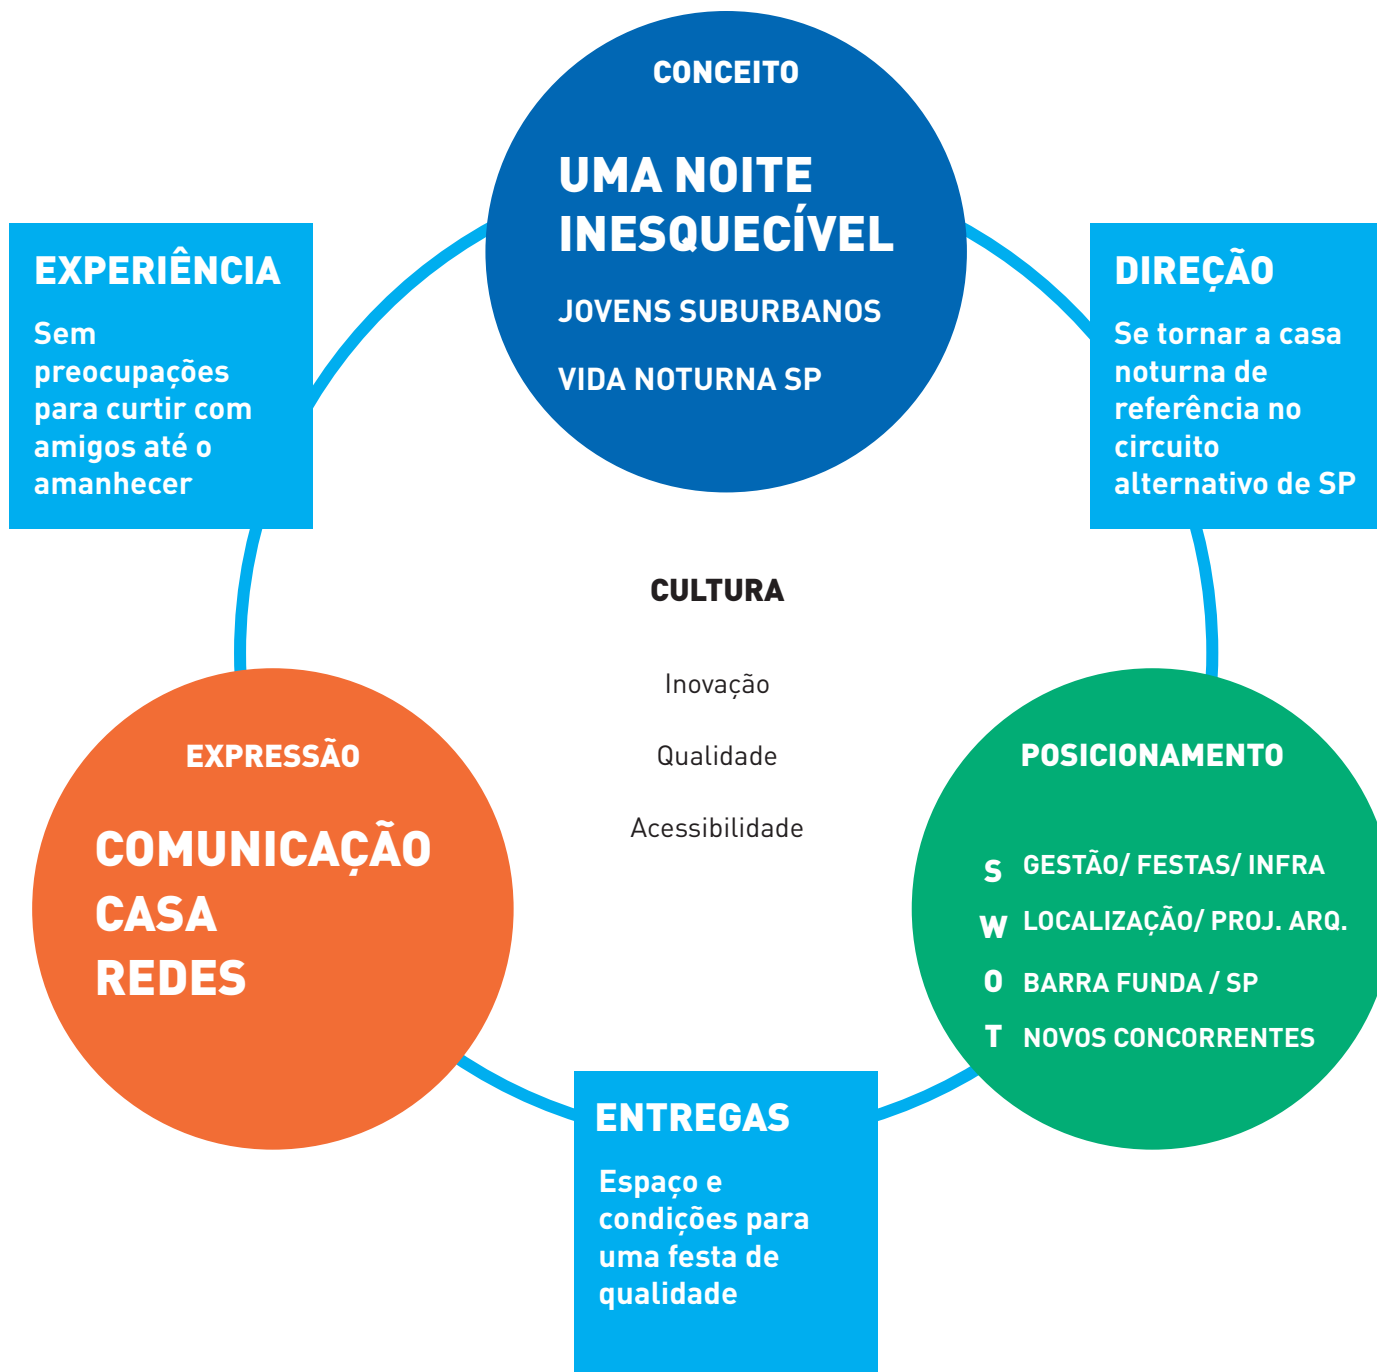 CONCEITO
UMA NOITE
INESQUECÍVEL
JOVENS SUBURBANOS
VIDA NOTURNA SP
EXPERIÊNCIA
Sem
preocupações
para curtir com
amigos até o
amanhecer
DIREÇÃO
Se tornar a casa
noturna de
referência no
circuito
alternativo de SP
CULTURA
Inovação
Qualidade
Acessibilidade
EXPRESSÃO
COMUNICAÇÃO
CASA
REDES
POSICIONAMENTO
S GESTÃO/ FESTAS/ INFRA
W LOCALIZAÇÃO/ PROJ. ARQ.
O BARRA FUNDA / SP
T NOVOS CONCORRENTES
ENTREGAS
Espaço e
condições para
uma festa de
qualidade